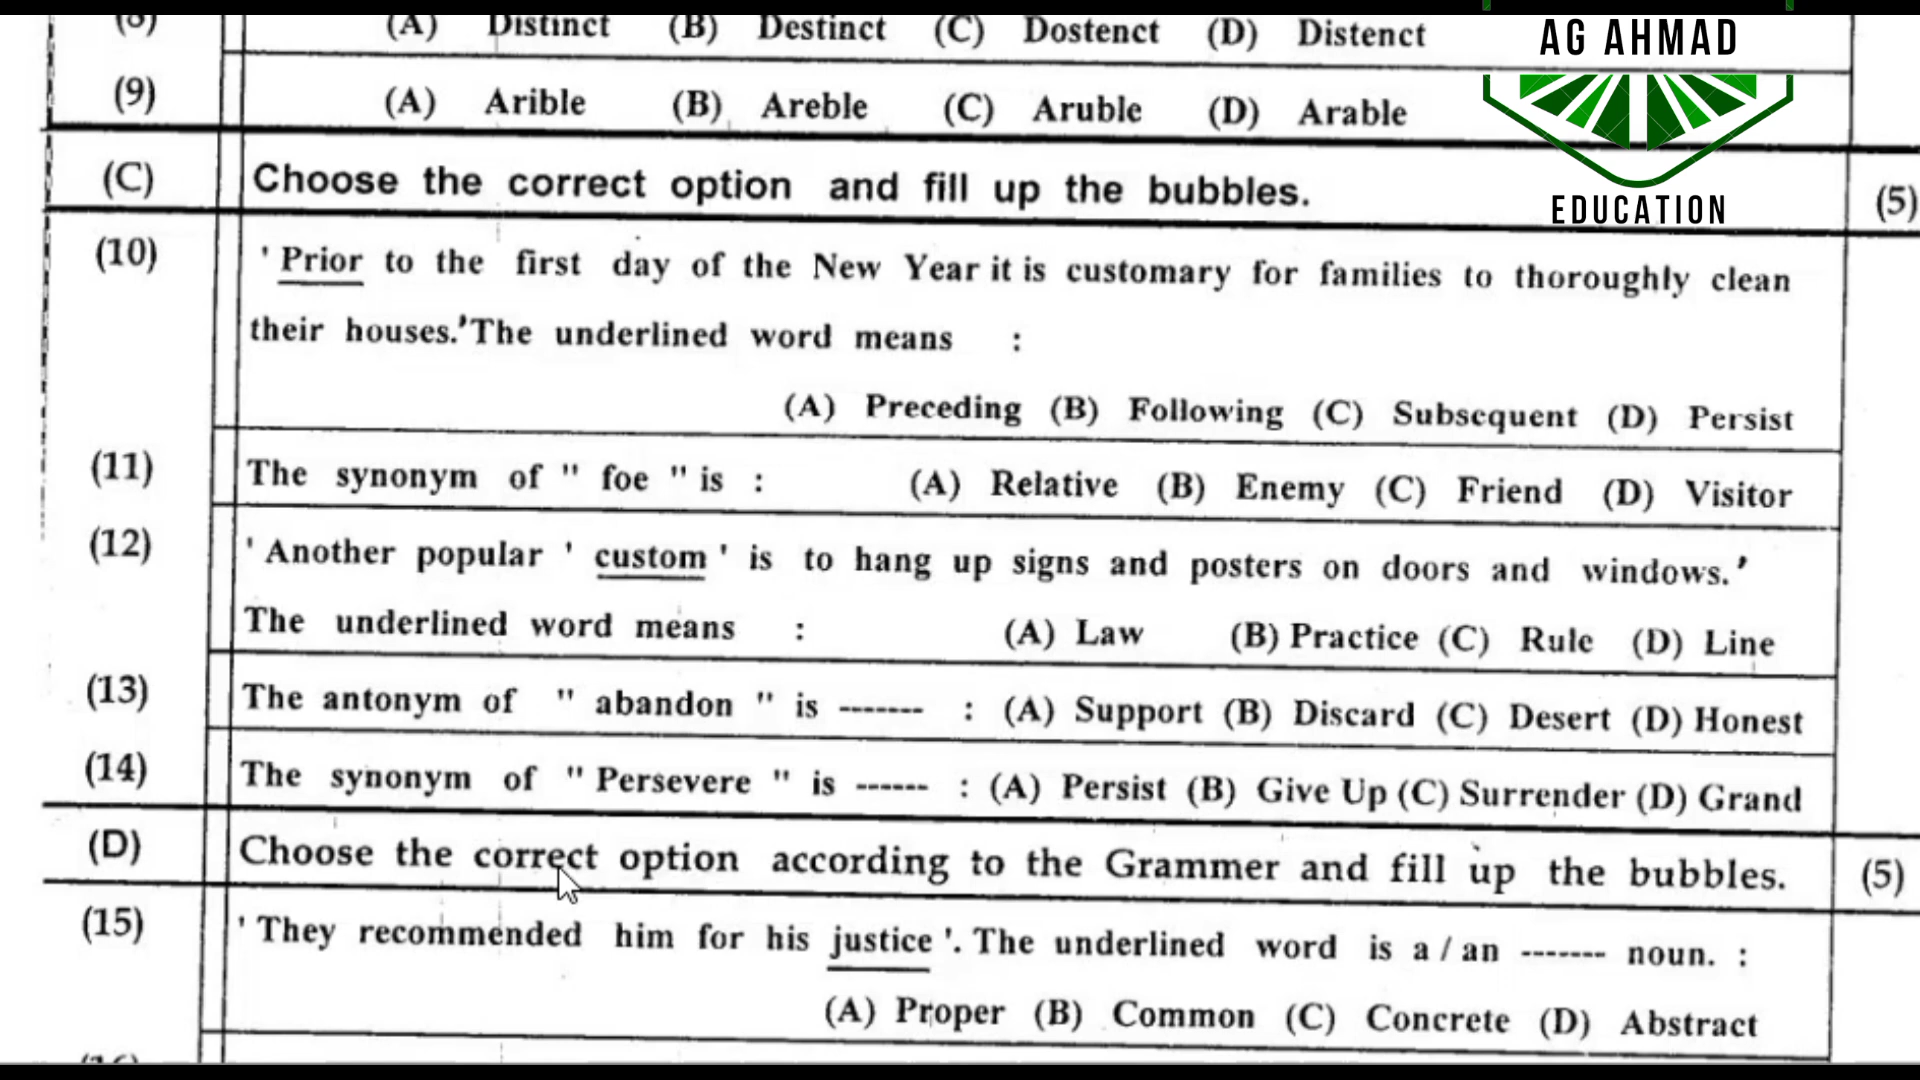 (8) (A) Distinct (B) Destinct (C) Dostenct (D) Distenct
AG AHMAD
(9) (A) Arible (B) Areble (C) Aruble (D) Arable
(C) Choose the correct option and fill up the bubbles. (5)
EDUCATION
(10) ' Prior to the first day of the New Year it is customary for families to thoroughly clean
their houses.'The underlined word means :
(A) Preceding (B) Following (C) Subsequent (D) Persist
(11) The synonym of " foe " is : (A) Relative (B) Enemy (C) Friend (D) Visitor
(12) ' Another popular ' custom ' is to hang up signs and posters on doors and windows.'
The underlined word means : (A) Law (B) Practice (C) Rule (D) Line
(13) The antonym of " abandon " is ------- : (A) Support (B) Discard (C) Desert (D) Honest
(14) The synonym of " Persevere " is ------ : (A) Persist (B) Give Up (C) Surrender (D) Grand
(D) Choose the correct option according to the Grammer and fill up the bubbles. (5)
(15) ' They recommended him for his justice '. The underlined word is a / an ------- noun. :
(A) Proper (B) Common (C) Concrete (D) Abstract